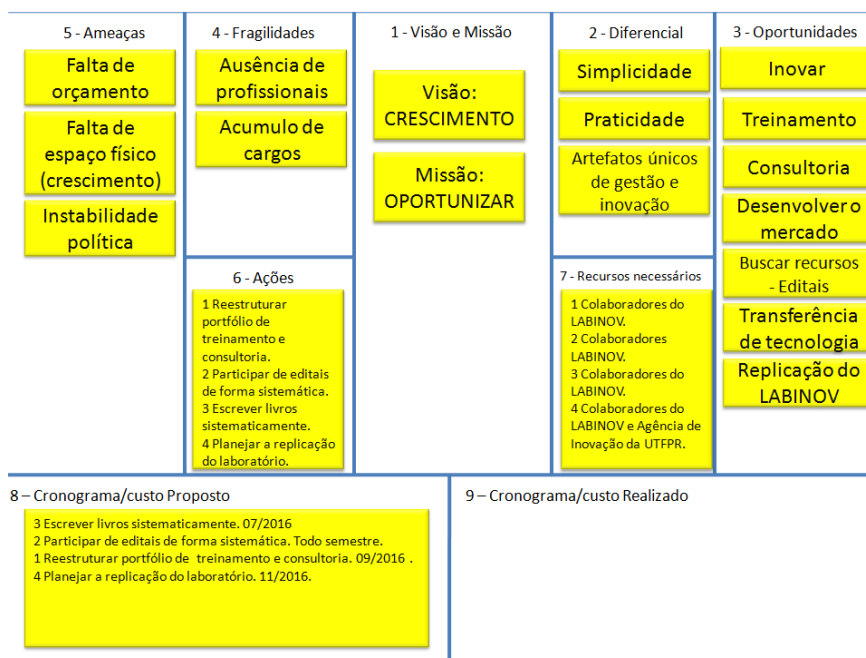 5 - Ameaças
Falta de
orçamento
Falta de
espaço físico
(crescimento)
Instabilidade
política
4 - Fragilidades
Ausência de
profissionais
Acumulo de
cargos
1 - Visão e Missão
Visão:
CRESCIMENTO
Missão:
OPORTUNIZAR
2 - Diferencial
Simplicidade
Praticidade
Artefatos únicos
de gestão e
inovação
3 - Oportunidades
Inovar
Treinamento
Consultoria
Desenvolver o
mercado
Buscar recursos
- Editais
Transferência
de tecnologia
Replicação do
LABINOV
6 - Ações
1 Reestruturar
portfólio de
treinamento e
consultoria.
2 Participar de editais
de forma sistemática.
3 Escrever livros
sistematicamente.
4 Planejar a replicação
do laboratório.
7 - Recursos necessários
1 Colaboradores do
LABINOV.
2 Colaboradores
LABINOV.
3 Colaboradores do
LABINOV.
4 Colaboradores do
LABINOV e Agência de
Inovação da UTFPR.
8 – Cronograma/custo Proposto
3 Escrever livros sistematicamente. 07/2016
2 Participar de editais de forma sistemática. Todo semestre.
1 Reestruturar portfólio de treinamento e consultoria. 09/2016 .
4 Planejar a replicação do laboratório. 11/2016.
9 – Cronograma/custo Realizado